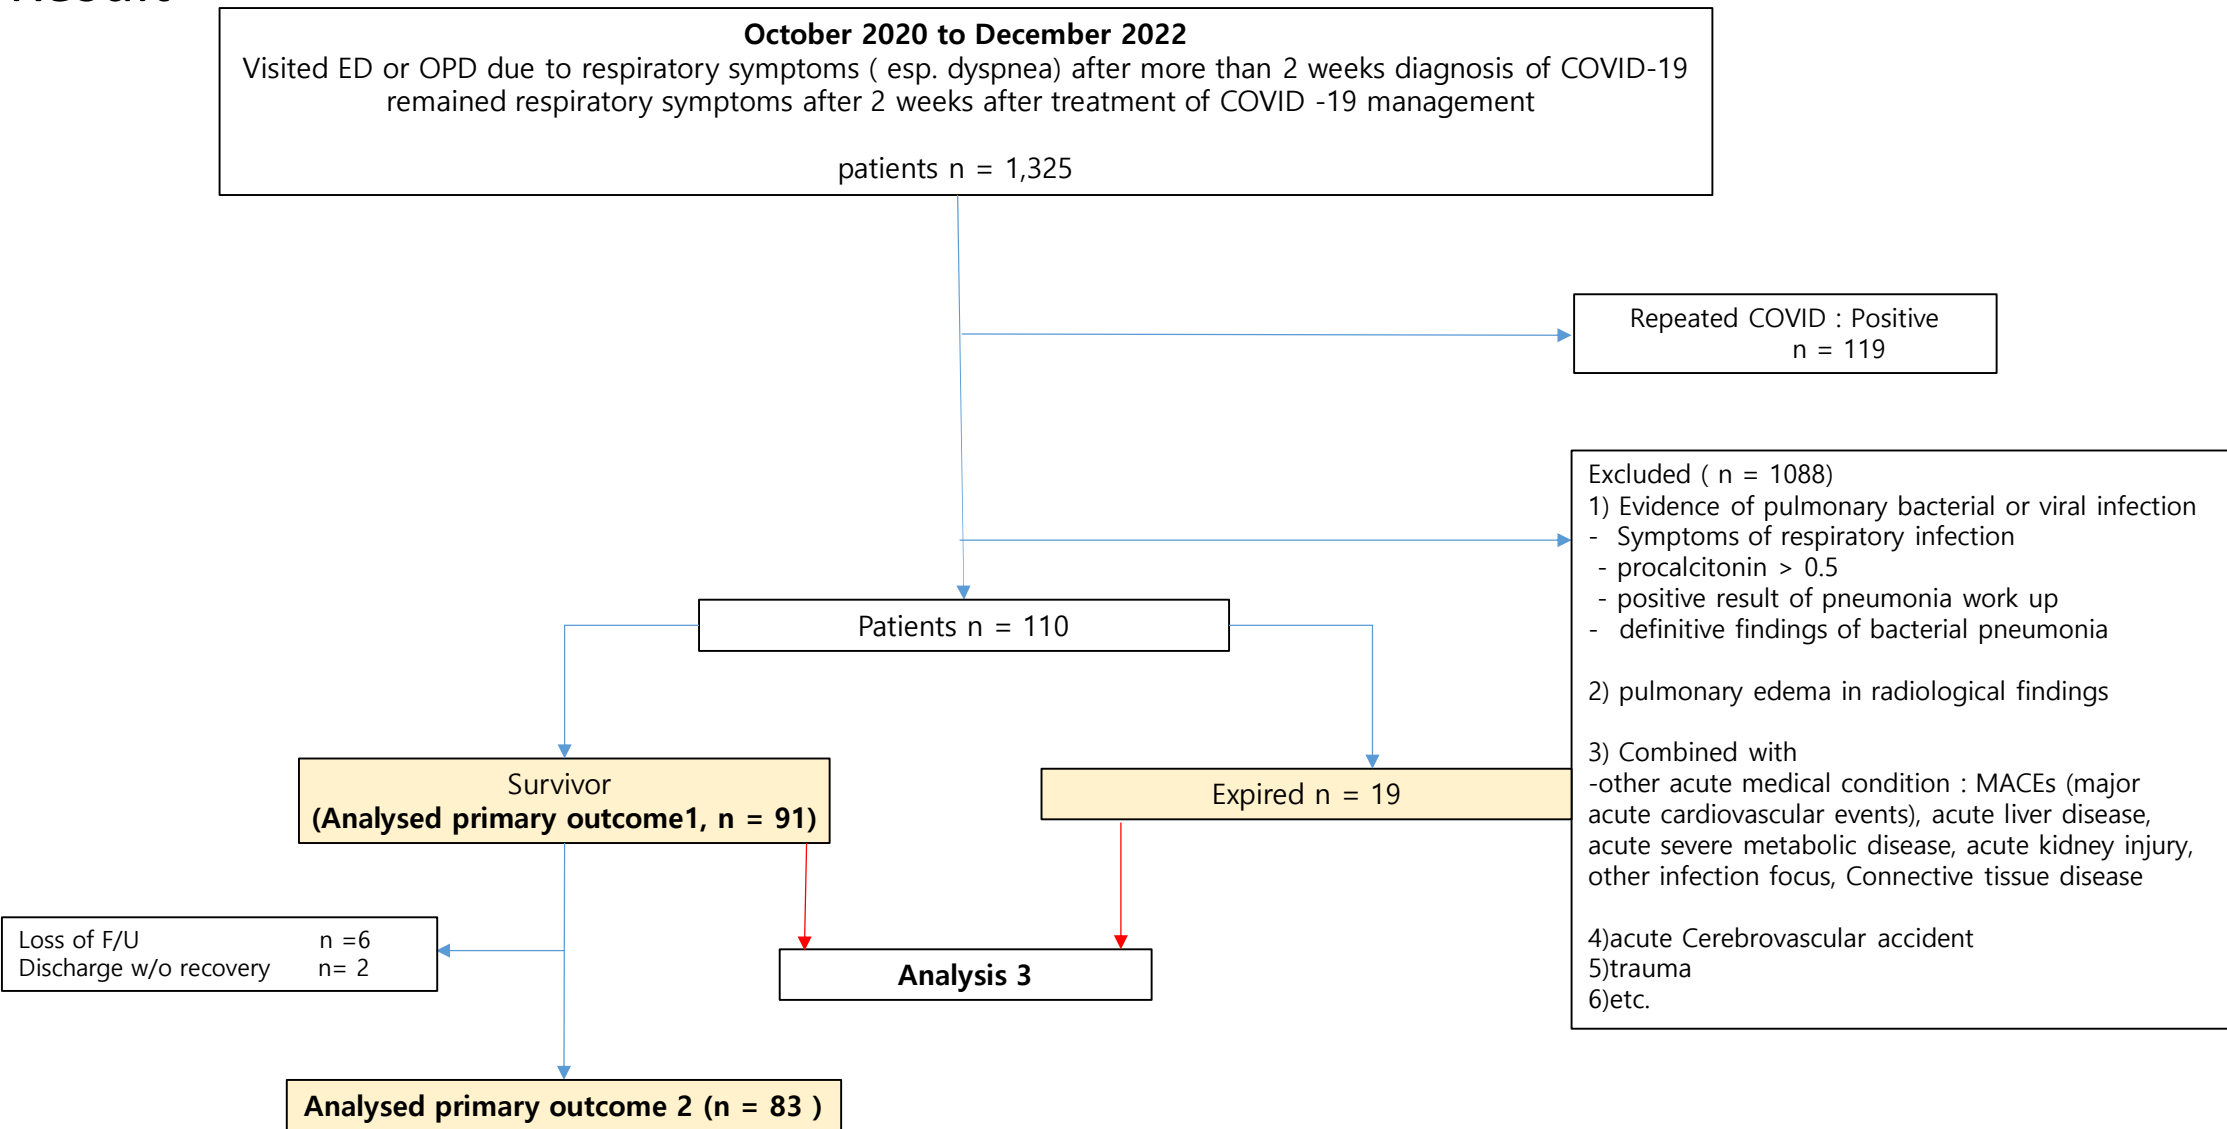 October 2020 to December 2022
Visited ED or OPD due to respiratory symptoms ( esp. dyspnea) after more than 2 weeks diagnosis of COVID-19
remained respiratory symptoms after 2 weeks after treatment of COVID -19 management
patients n = 1,325
Repeated COVID : Positive
n = 119
Excluded ( n = 1088)
1) Evidence of pulmonary bacterial or viral infection
- Symptoms of respiratory infection
- procalcitonin > 0.5
- positive result of pneumonia work up
- definitive findings of bacterial pneumonia
2) pulmonary edema in radiological findings
3) Combined with
-other acute medical condition : MACEs (major
acute cardiovascular events), acute liver disease,
acute severe metabolic disease, acute kidney injury,
other infection focus, Connective tissue disease
4)acute Cerebrovascular accident
5)trauma
6)etc.
Patients n = 110
Survivor
(Analysed primary outcome1, n = 91)
Expired n = 19
Loss of F/U n =6
Discharge w/o recovery n= 2
Analysis 3
Analysed primary outcome 2 (n = 83 )